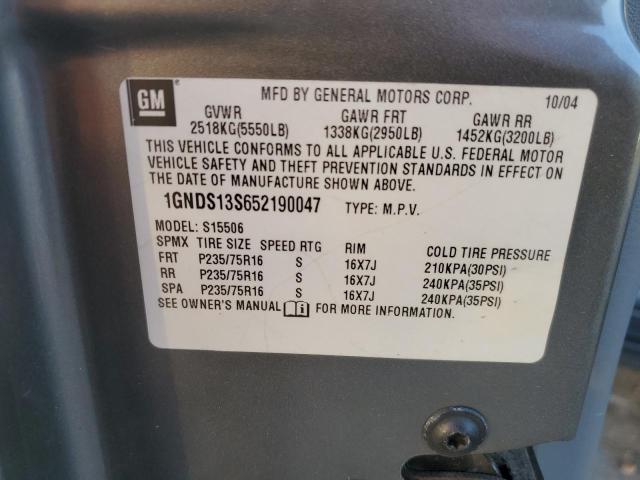 GM
MFD BY GENERAL MOTORS CORP. 10/04
GVWR GAWR FRT GAWR RR
2518KG(5550LB) 1338KG(2950LB) 1452KG(3200LB)
THIS VEHICLE CONFORMS TO ALL APPLICABLE U.S. FEDERAL MOTOR
VEHICLE SAFETY AND THEFT PREVENTION STANDARDS IN EFFECT ON
THE DATE OF MANUFACTURE SHOWN ABOVE.
1GNDS13S652190047 TYPE: M.P.V.
MODEL: S15506
SPMX TIRE SIZE SPEED RTG RIM COLD TIRE PRESSURE
FRT P235/75R16 S 16X7J 210KPA(30PSI)
RR P235/75R16 S 16X7J 240KPA(35PSI)
SPA P235/75R16 S 16X7J 240KPA(35PSI)
SEE OWNER'S MANUAL FOR MORE INFORMATION.